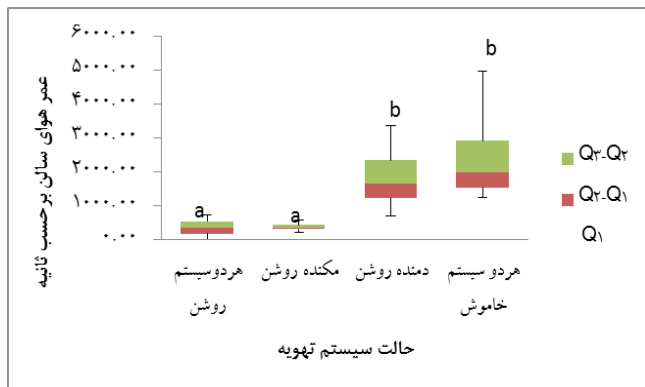 ۶۰۰۰.۰۰
۵۰۰۰.۰۰
۴۰۰۰.۰۰
۳۰۰۰.۰۰
۲۰۰۰.۰۰
۱۰۰۰.۰۰
۰.۰۰
عمر هوای سالن برحسب ثانیه
a
a
b
b
هردوسیستم
روشن
مکنده روشن
دمنده روشن
هردو سیستم
خاموش
حالت سیستم تهویه
Q۳-Q۲
Q۲-Q۱
Q۱